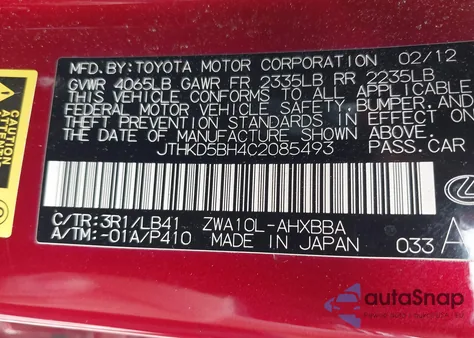 MFD.BY:TOYOTA MOTOR CORPORATION 02/12
GVWR 4065LB GAWR FR 2335LB RR 2235LB
THIS VEHICLE CONFORMS TO ALL APPLICABLE
FEDERAL MOTOR VEHICLE SAFETY, BUMPER, AND
THEFT PREVENTION STANDARDS IN EFFECT ON
THE DATE OF MANUFACTURE SHOWN ABOVE.
JTHKD5BH4C2085493 PASS.CAR
CAUTION
C/TR:3R1/LB41 ZWA10L-AHXBBA
A/TM:-01A/P410 MADE IN JAPAN 033 A
autoSnap